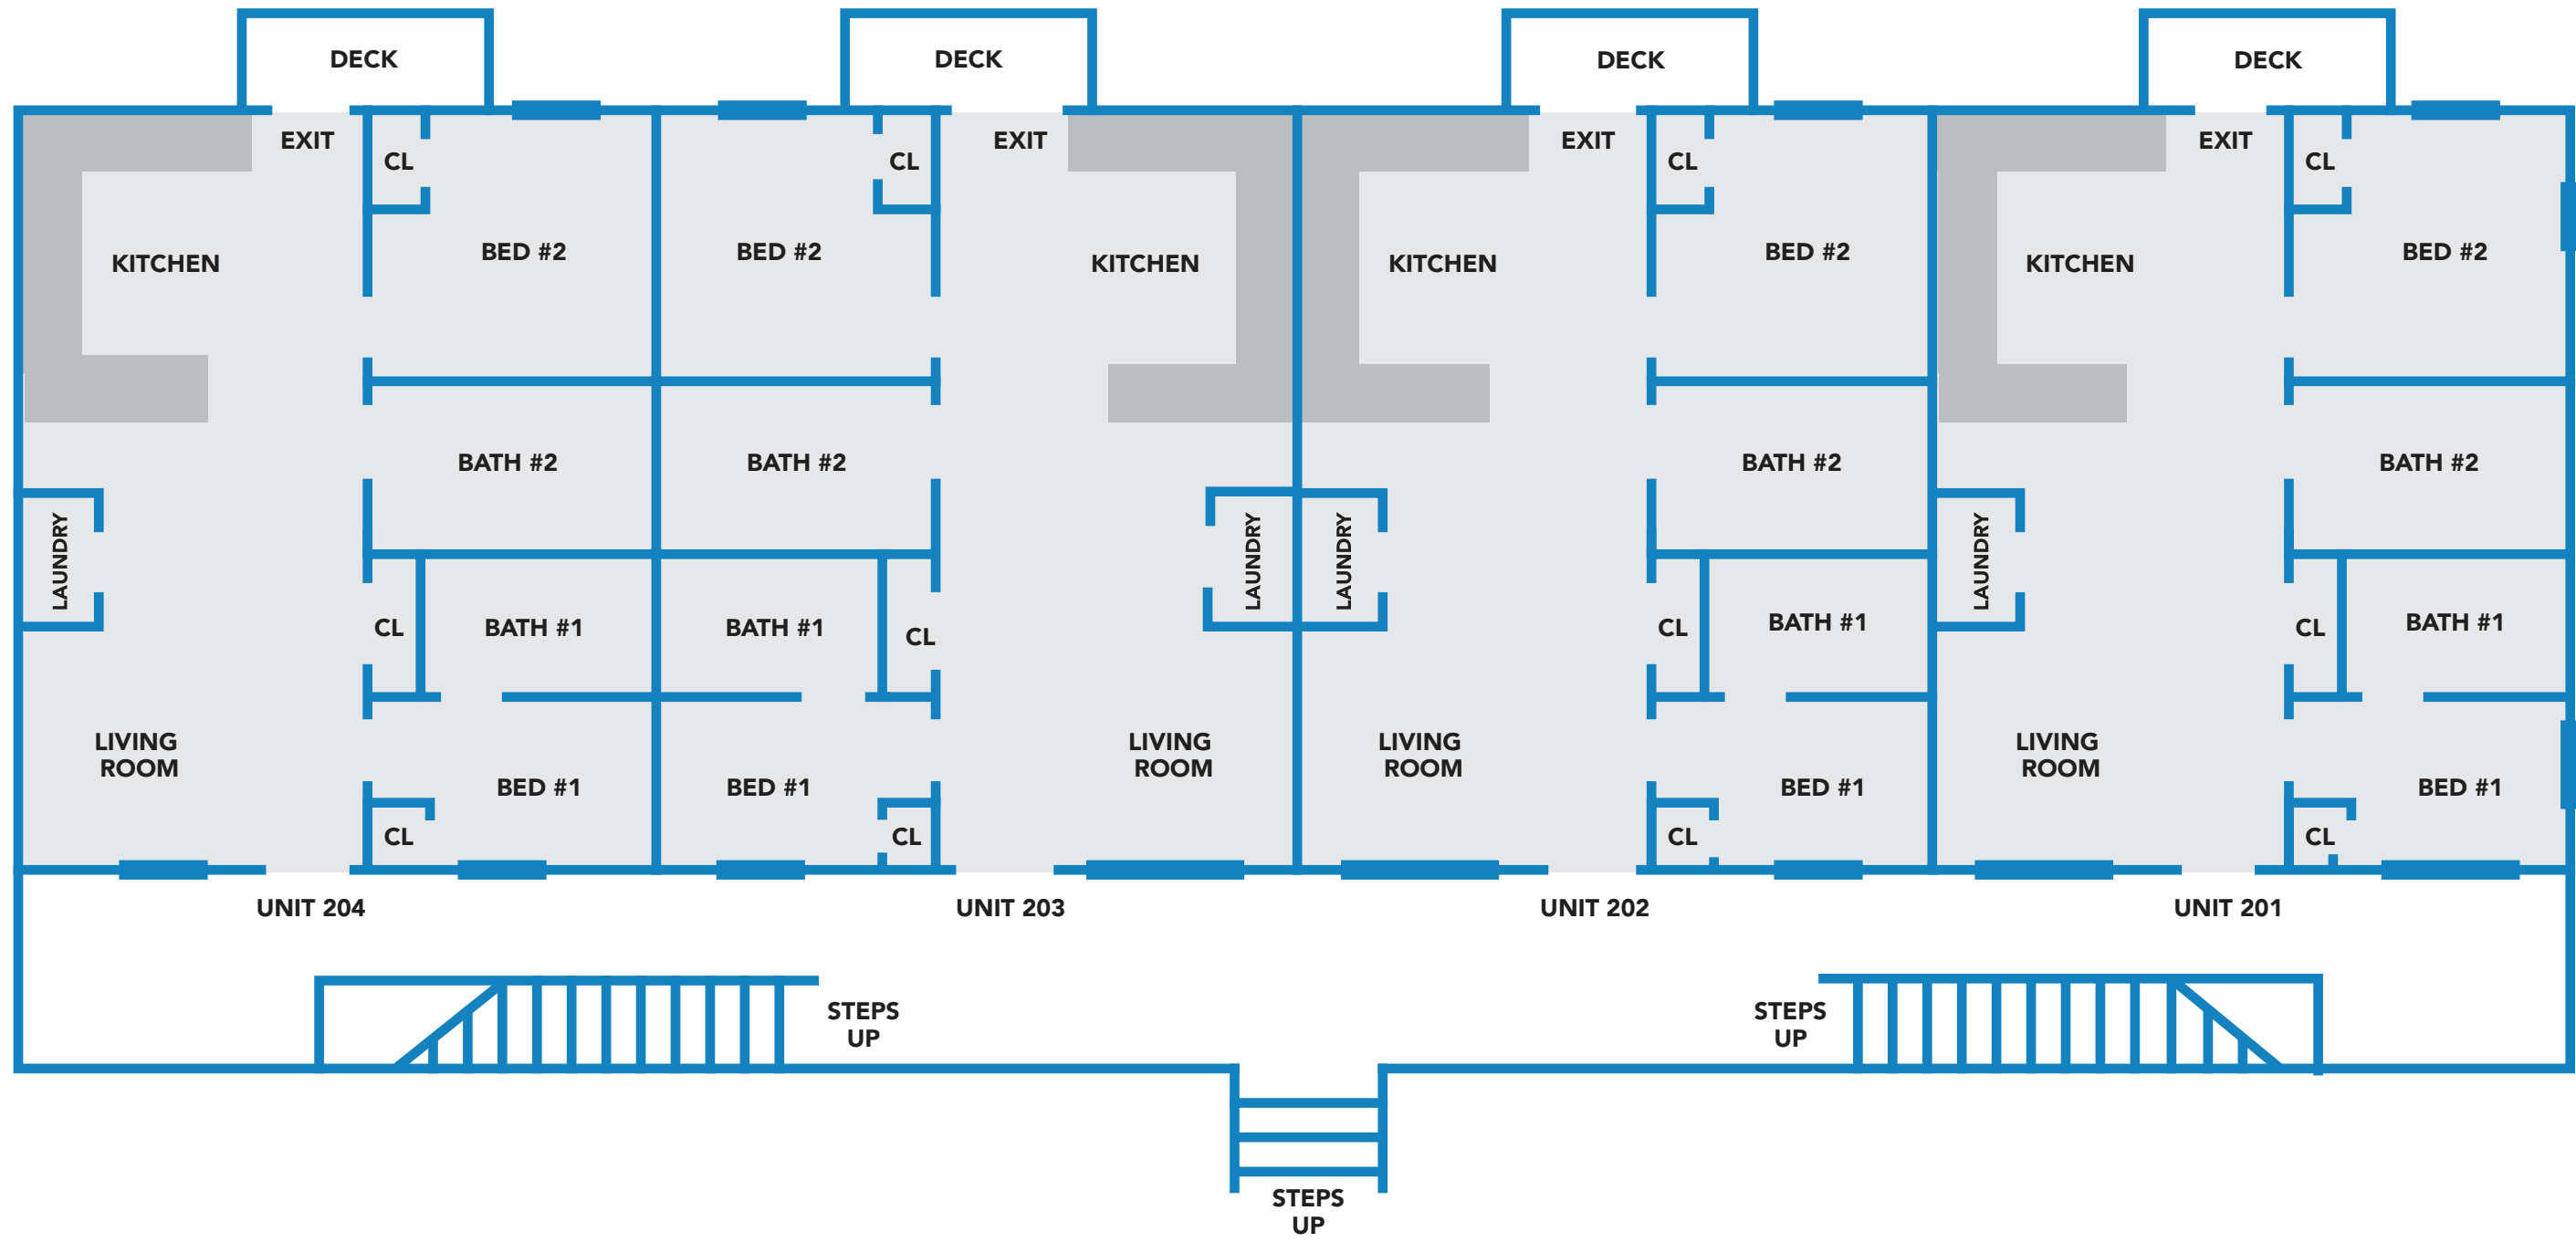 DECK
DECK
DECK
DECK
EXIT
CL
CL
EXIT
EXIT
CL
EXIT
CL
KITCHEN
BED #2
BED #2
KITCHEN
KITCHEN
BED #2
KITCHEN
BED #2
BATH #2
BATH #2
BATH #2
BATH #2
LAUNDRY
LAUNDRY
LAUNDRY
LAUNDRY
CL
BATH #1
BATH #1
CL
CL
BATH #1
CL
BATH #1
LIVING
ROOM
LIVING
ROOM
LIVING
ROOM
LIVING
ROOM
BED #1
BED #1
BED #1
BED #1
CL
CL
CL
CL
UNIT 204
UNIT 203
UNIT 202
UNIT 201
STEPS
UP
STEPS
UP
STEPS
UP